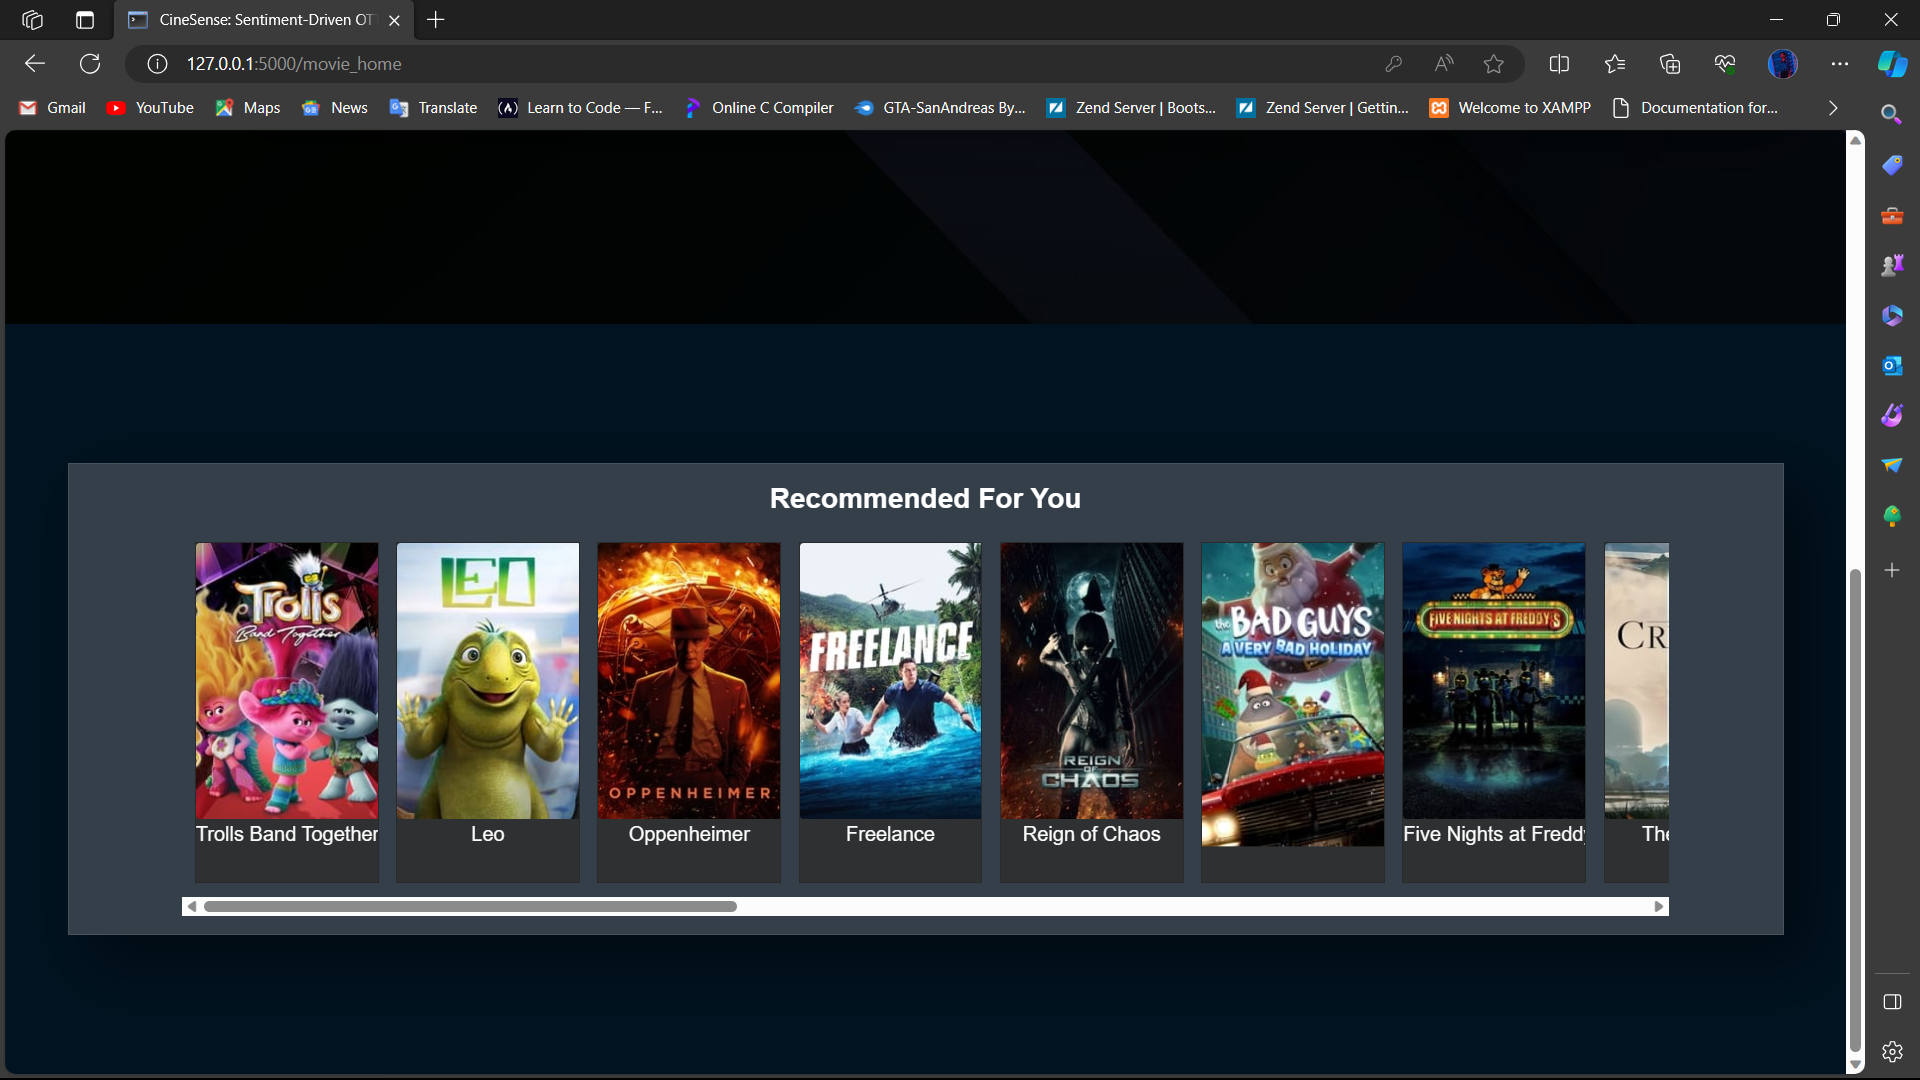 CineSense: Sentiment-Driven OT
127.0.0.1:5000/movie_home
Gmail YouTube Maps News Translate Learn to Code — F... Online C Compiler GTA-SanAndreas By... Zend Server | Boots... Zend Server | Gettin... Welcome to XAMPP Documentation for...
Recommended For You
Trolls
Band Together
LEO
OPPENHEIMER
FREELANCE
REIGN
OF
CHAOS
the
BAD GUYS
A VERY BAD HOLIDAY
FIVE NIGHTS AT FREDDY'S
CR
Trolls Band Together Leo Oppenheimer Freelance Reign of Chaos Five Nights at Freddy The